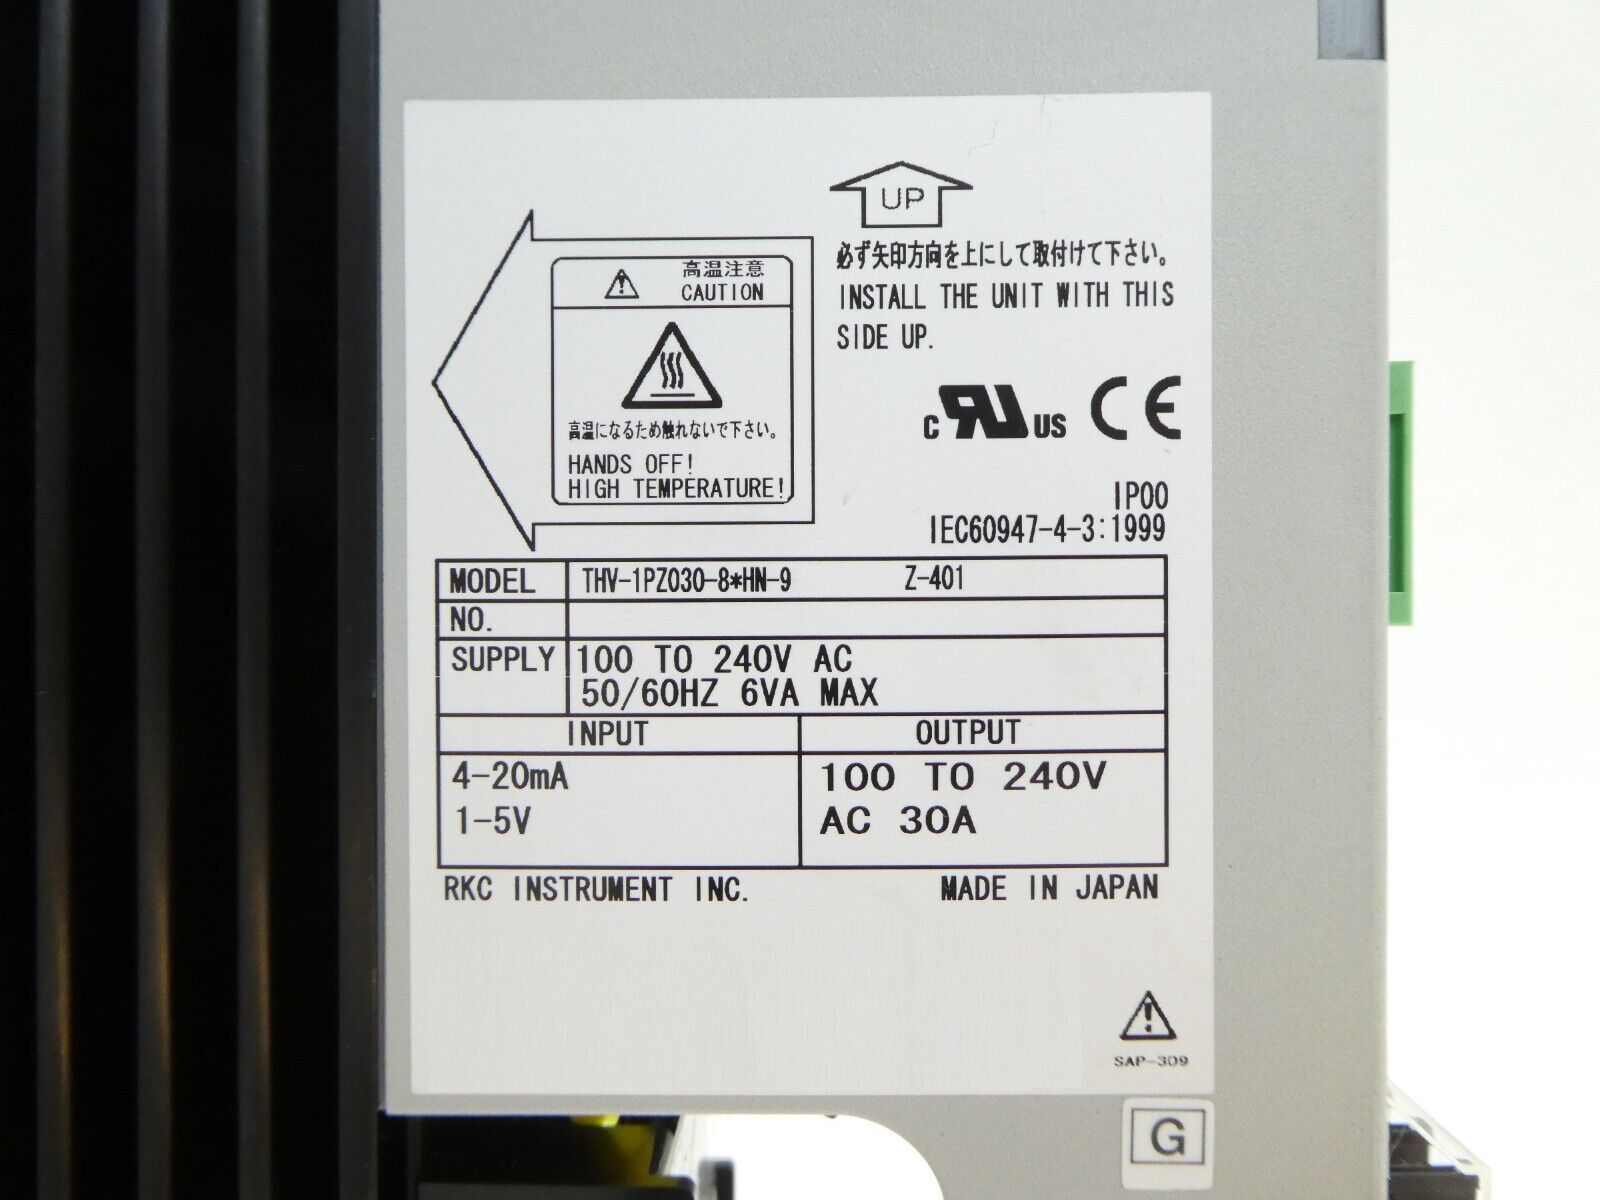 UP
必ず矢印方向を上にして取付けて下さい。
INSTALL THE UNIT WITH THIS
SIDE UP.
高温注意
CAUTION
高温になるため触れないで下さい。
HANDS OFF!
HIGH TEMPERATURE!
c RU US CE
IP00
IEC60947-4-3:1999
MODEL THV-1PZ030-8*HN-9 Z-401
NO.
SUPPLY 100 TO 240V AC
50/60HZ 6VA MAX
INPUT OUTPUT
4-20mA 100 TO 240V
1-5V AC 30A
RKC INSTRUMENT INC. MADE IN JAPAN
SAP-309
G